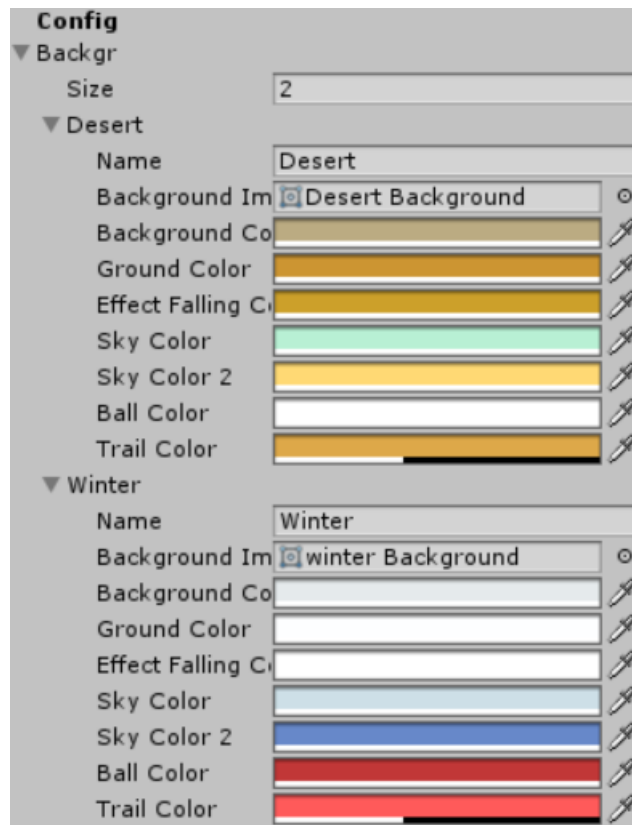 Config
Backgr
Size 2
Desert
Name Desert
Background Im Desert Background
Background Co
Ground Color
Effect Falling C
Sky Color
Sky Color 2
Ball Color
Trail Color
Winter
Name Winter
Background Im winter Background
Background Co
Ground Color
Effect Falling C
Sky Color
Sky Color 2
Ball Color
Trail Color